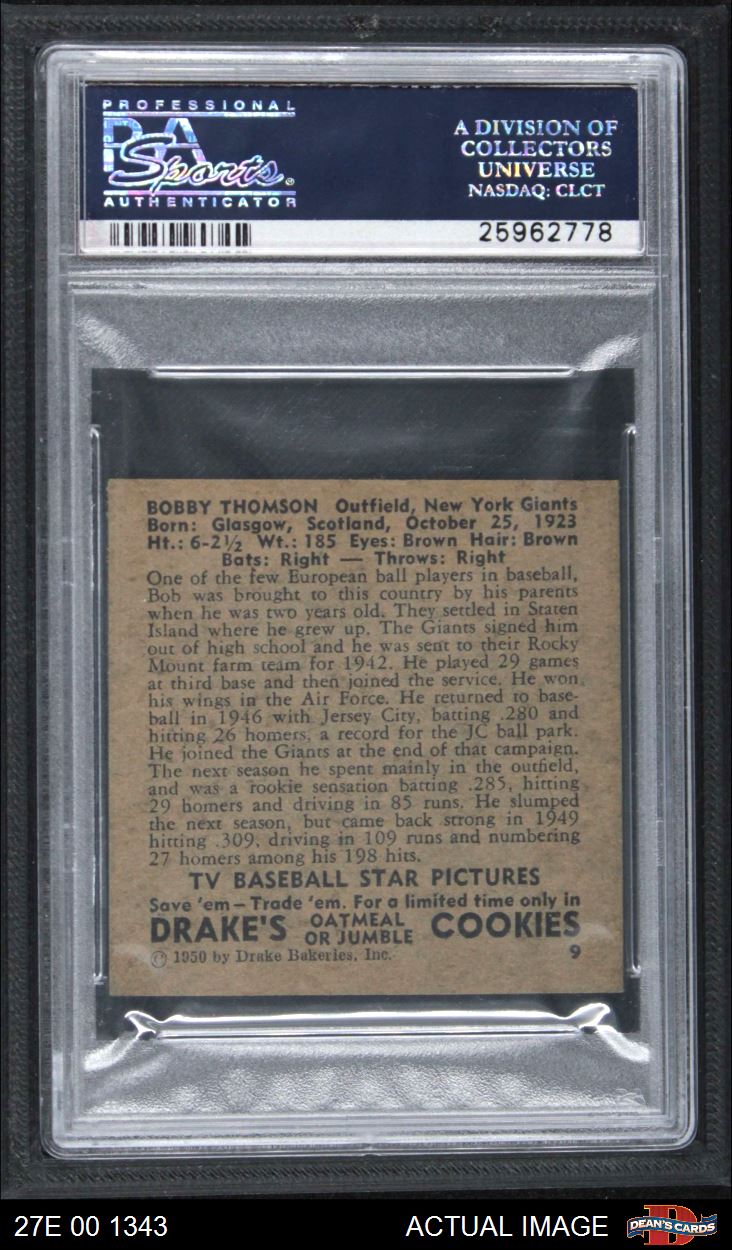 PROFESSIONAL
PSA
Sports
AUTHENTICATOR
A DIVISION OF
COLLECTORS
UNIVERSE
NASDAQ: CLCT
25962778
BOBBY THOMSON Outfield, New York Giants
Born: Glasgow, Scotland, October 25, 1923
Ht.: 6-2½ Wt.: 185 Eyes: Brown Hair: Brown
Bats: Right — Throws: Right
One of the few European ball players in baseball,
Bob was brought to this country by his parents
when he was two years old. They settled in Staten
Island where he grew up. The Giants signed him
out of high school and he was sent to their Rocky
Mount farm team for 1942. He played 29 games
at third base and then joined the service. He won
his wings in the Air Force. He returned to base-
ball in 1946 with Jersey City, batting .280 and
hitting 26 homers, a record for the JC ball park.
He joined the Giants at the end of that campaign.
The next season he spent mainly in the outfield,
and was a rookie sensation batting .285, hitting
29 homers and driving in 85 runs. He slumped
the next season, but came back strong in 1949
hitting .309, driving in 109 runs and numbering
27 homers among his 198 hits.
TV BASEBALL STAR PICTURES
Save 'em—Trade 'em. For a limited time only in
DRAKE'S OATMEAL OR JUMBLE COOKIES
© 1950 by Drake Bakeries, Inc. 9
27E 00 1343 ACTUAL IMAGE DEAN'S CARDS